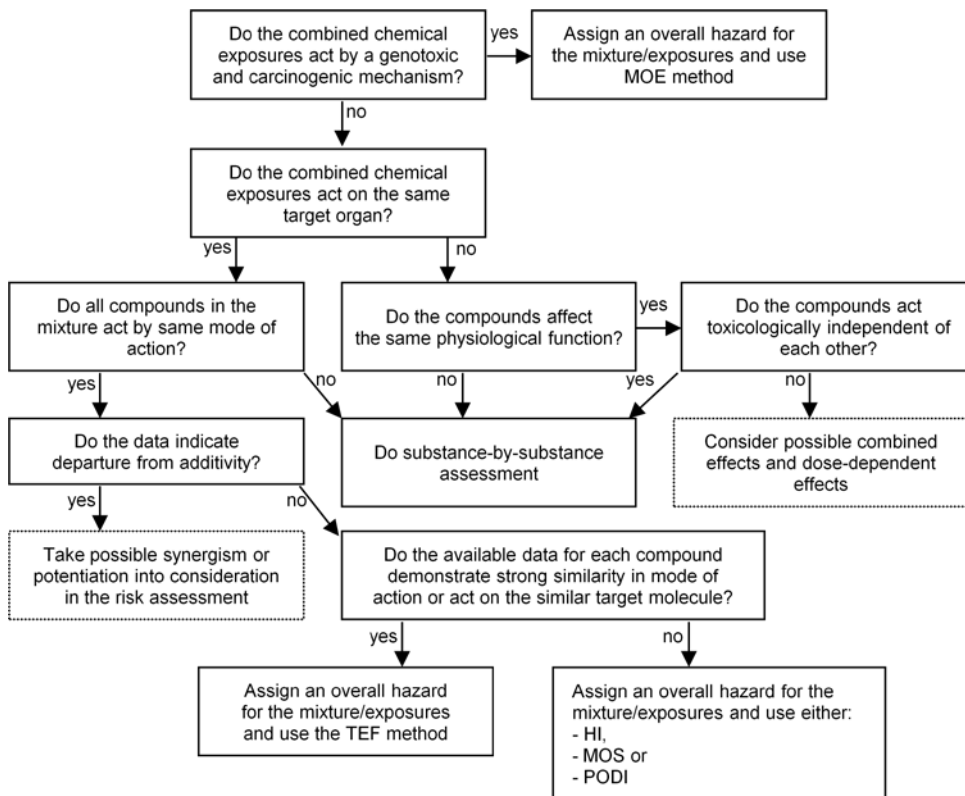 Do the combined chemical
exposures act by a genotoxic
and carcinogenic mechanism?
yes
Assign an overall hazard for
the mixture/exposures and use
MOE method
no
Do the combined chemical
exposures act on the same
target organ?
yes
no
Do all compounds in the
mixture act by same mode of
action?
Do the compounds affect
the same physiological function?
yes
Do the compounds act
toxicologically independent of
each other?
yes
no
no
yes
no
Do the data indicate
departure from additivity?
Do substance-by-substance
assessment
Consider possible combined
effects and dose-dependent
effects
yes
no
Take possible synergism or
potentiation into consideration
in the risk assessment
Do the available data for each compound
demonstrate strong similarity in mode of
action or act on the similar target molecule?
yes
no
Assign an overall hazard
for the mixture/exposures
and use the TEF method
Assign an overall hazard for the
mixture/exposures and use either:
- HI,
- MOS or
- PODI